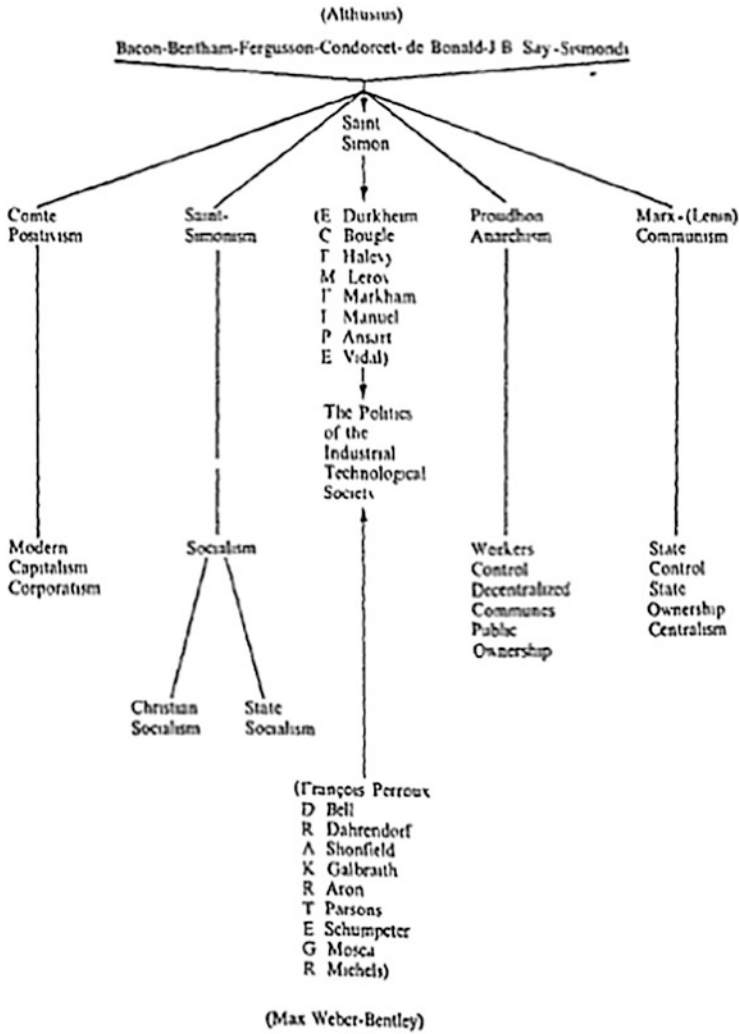 (Althusius)
Bacon-Bentham-Fergusson-Condorcet-de Bonald-J B Say-Sismondi
Saint
Simon
Comte
Positivism
Saint-
Simonism
(E Durkheim
C Bougle
Γ Halevy
M Leroy
Γ Markham
I Manuel
P Ansart
E Vidal)
Proudhon
Anarchism
Marx-(Lenin)
Communism
The Politics
of the
Industrial
Technological
Society
Modern
Capitalism
Corporatism
Socialism
Workers
Control
Decentralized
Communes
Public
Ownership
State
Control
State
Ownership
Centralism
Christian
Socialism
State
Socialism
(François Perroux
D Bell
R Dahrendorf
A Shonfield
K Galbraith
R Aron
T Parsons
E Schumpeter
G Mosca
R Michels)
(Max Weber-Bentley)